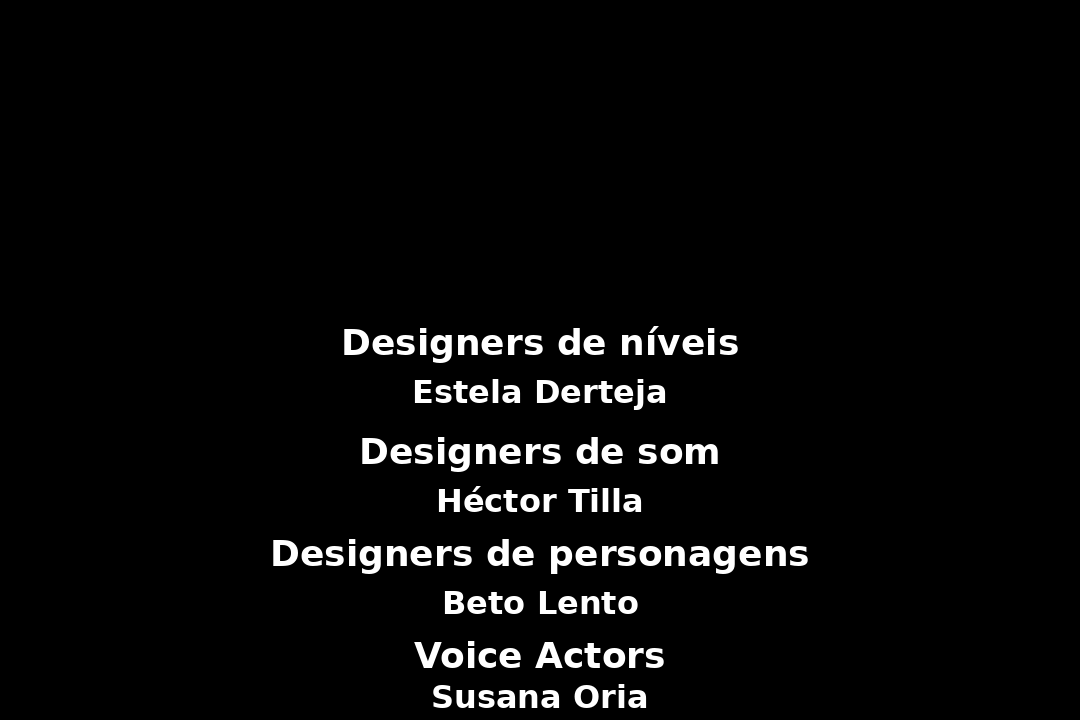 Designers de níveis
Estela Derteja
Designers de som
Héctor Tilla
Designers de personagens
Beto Lento
Voice Actors
Susana Oria